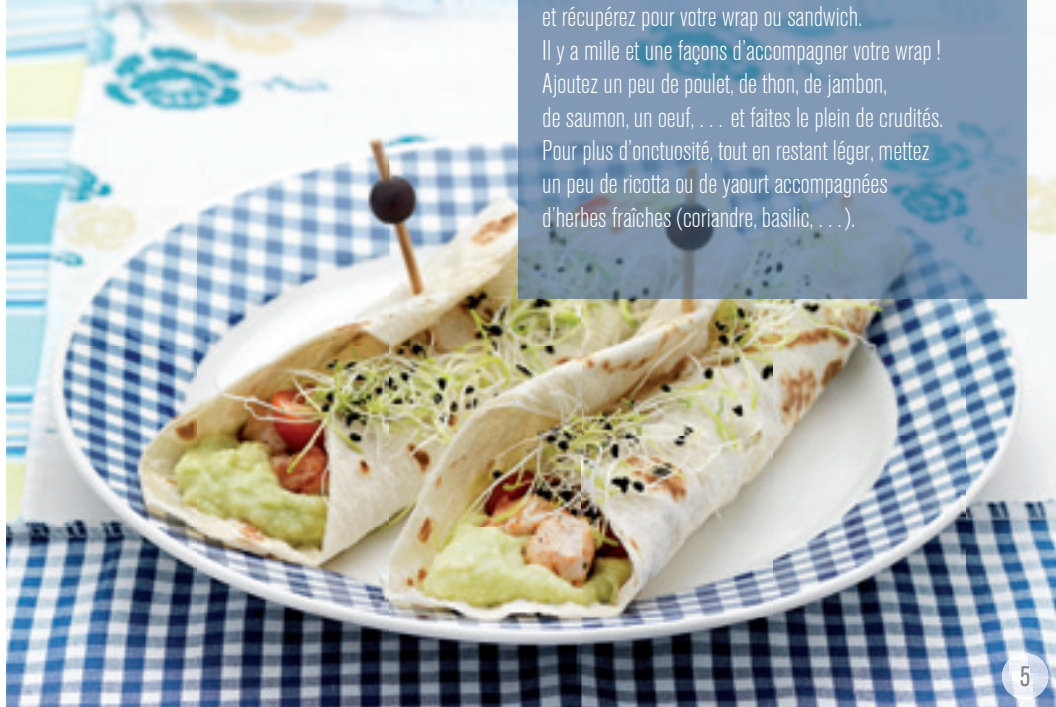 et récupérez pour votre wrap ou sandwich.
Il y a mille et une façons d'accompagner votre wrap !
Ajoutez un peu de poulet, de thon, de jambon,
de saumon, un oeuf, . . . et faites le plein de crudités.
Pour plus d'onctuosité, tout en restant léger, mettez
un peu de ricotta ou de yaourt accompagnées
d'herbes fraîches (coriandre, basilic, . . . ).
5